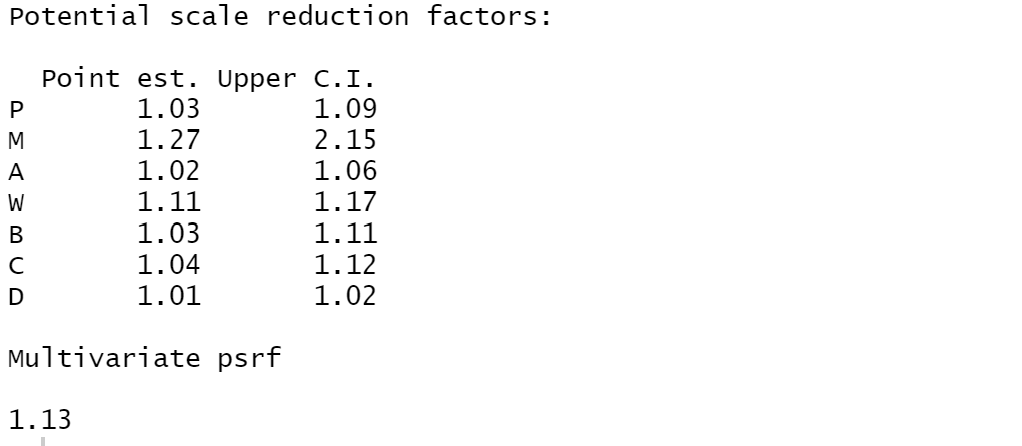 Potential scale reduction factors:
Point est. Upper C.I.
P 1.03 1.09
M 1.27 2.15
A 1.02 1.06
W 1.11 1.17
B 1.03 1.11
C 1.04 1.12
D 1.01 1.02
Multivariate psrf
1.13